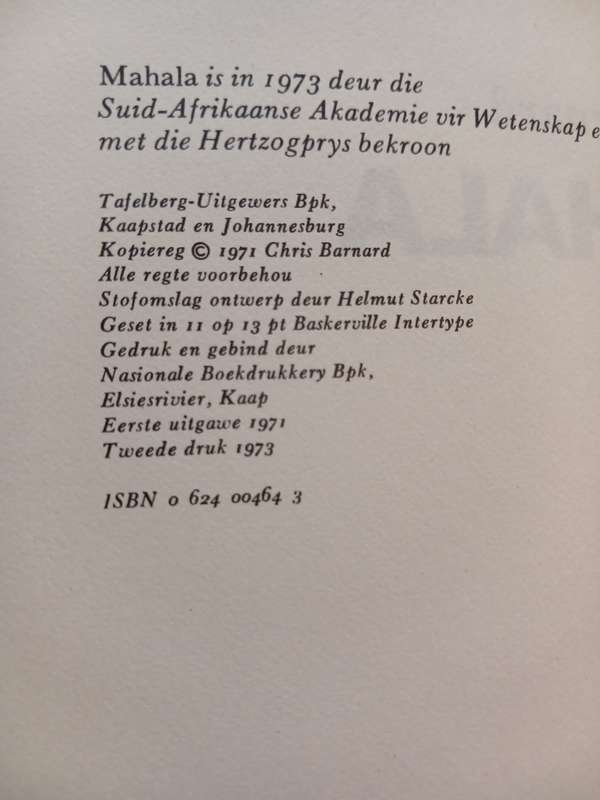 Mahala is in 1973 deur die
Suid-Afrikaanse Akademie vir Wetenskap e
met die Hertzogprys bekroon
Tafelberg-Uitgewers Bpk,
Kaapstad en Johannesburg
Kopiereg © 1971 Chris Barnard
Alle regte voorbehou
Stofomslag ontwerp deur Helmut Starcke
Geset in 11 op 13 pt Baskerville Intertype
Gedruk en gebind deur
Nasionale Boekdrukkery Bpk,
Elsiesrivier, Kaap
Eerste uitgawe 1971
Tweede druk 1973
ISBN 0 624 00464 3